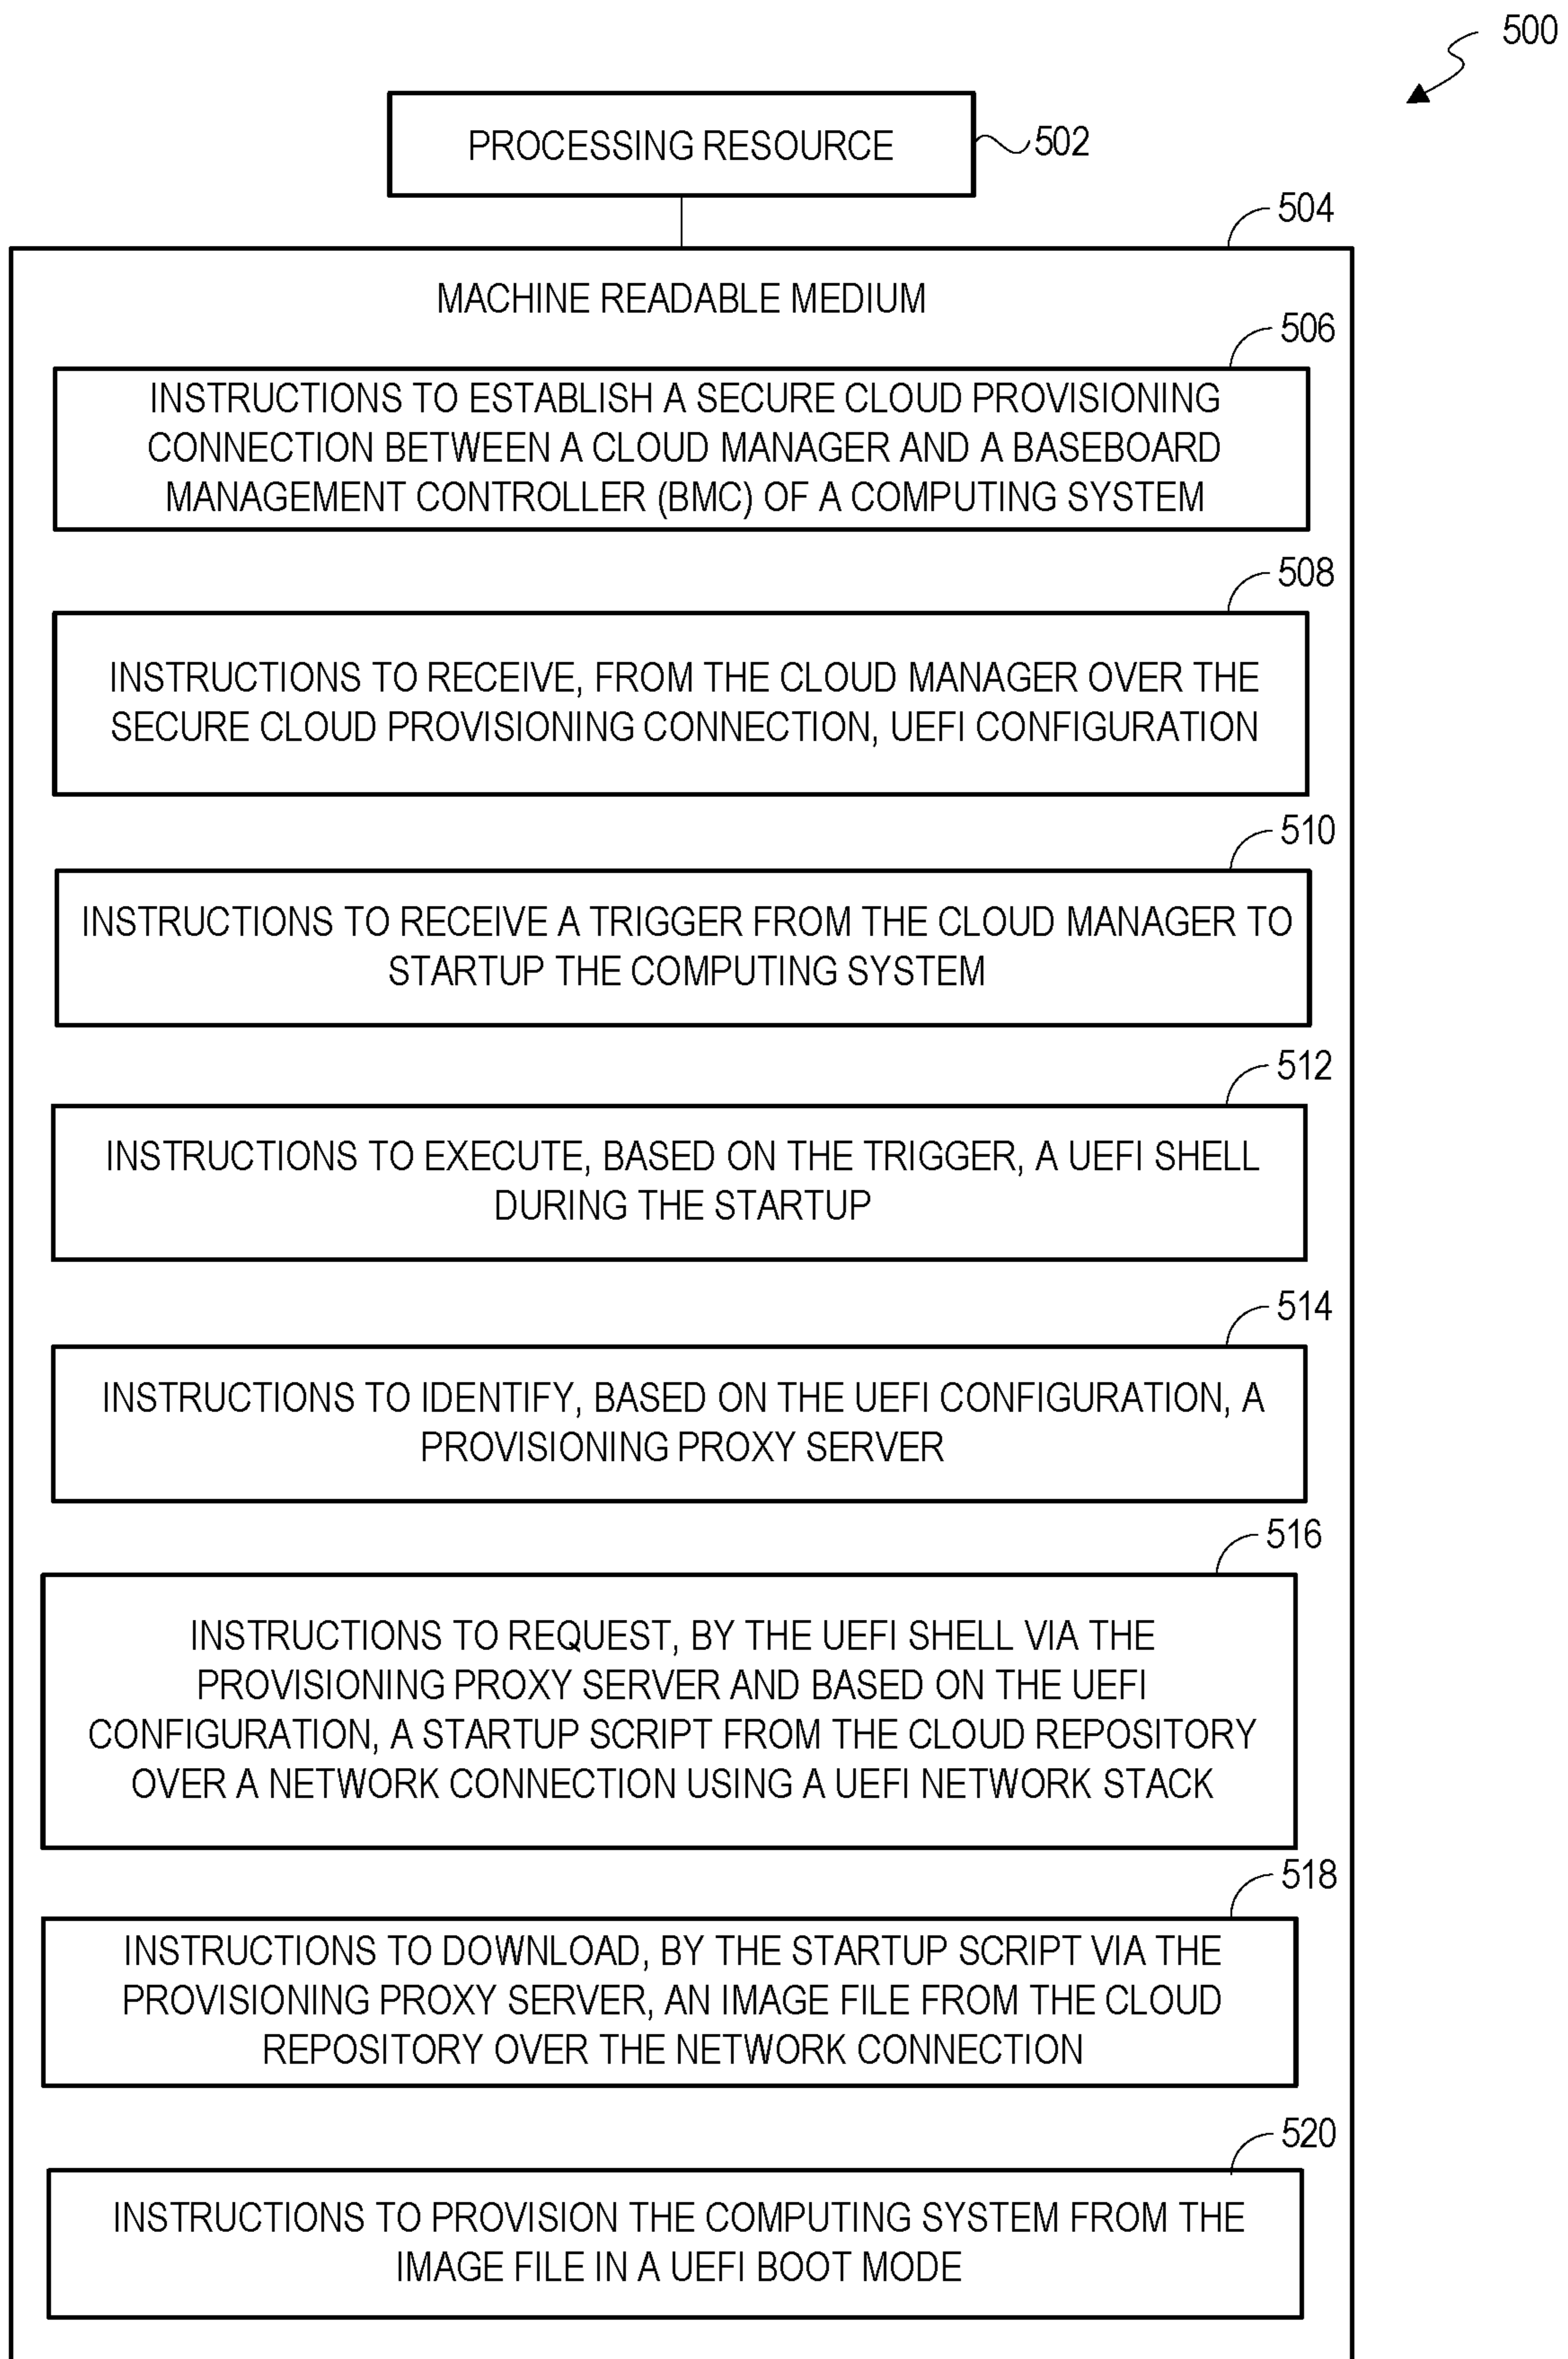 500
PROCESSING RESOURCE
502
504
MACHINE READABLE MEDIUM
506
INSTRUCTIONS TO ESTABLISH A SECURE CLOUD PROVISIONING
CONNECTION BETWEEN A CLOUD MANAGER AND A BASEBOARD
MANAGEMENT CONTROLLER (BMC) OF A COMPUTING SYSTEM
508
INSTRUCTIONS TO RECEIVE, FROM THE CLOUD MANAGER OVER THE
SECURE CLOUD PROVISIONING CONNECTION, UEFI CONFIGURATION
510
INSTRUCTIONS TO RECEIVE A TRIGGER FROM THE CLOUD MANAGER TO
STARTUP THE COMPUTING SYSTEM
512
INSTRUCTIONS TO EXECUTE, BASED ON THE TRIGGER, A UEFI SHELL
DURING THE STARTUP
514
INSTRUCTIONS TO IDENTIFY, BASED ON THE UEFI CONFIGURATION, A
PROVISIONING PROXY SERVER
516
INSTRUCTIONS TO REQUEST, BY THE UEFI SHELL VIA THE
PROVISIONING PROXY SERVER AND BASED ON THE UEFI
CONFIGURATION, A STARTUP SCRIPT FROM THE CLOUD REPOSITORY
OVER A NETWORK CONNECTION USING A UEFI NETWORK STACK
518
INSTRUCTIONS TO DOWNLOAD, BY THE STARTUP SCRIPT VIA THE
PROVISIONING PROXY SERVER, AN IMAGE FILE FROM THE CLOUD
REPOSITORY OVER THE NETWORK CONNECTION
520
INSTRUCTIONS TO PROVISION THE COMPUTING SYSTEM FROM THE
IMAGE FILE IN A UEFI BOOT MODE